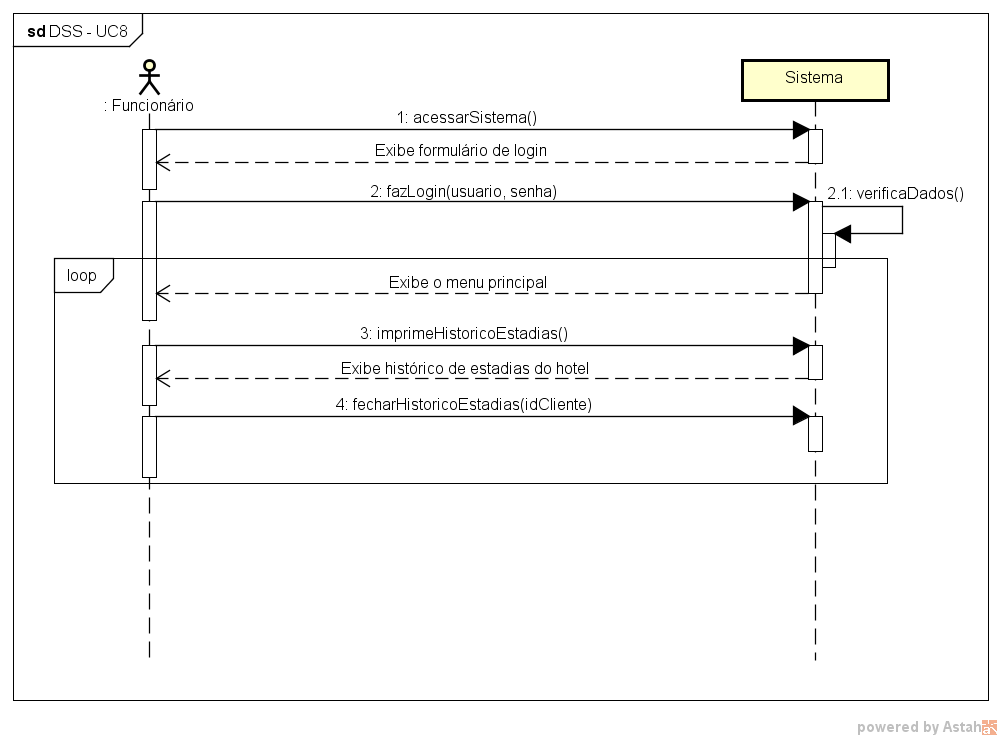 sd DSS - UC8
: Funcionário
Sistema
1: acessarSistema()
Exibe formulário de login
2: fazLogin(usuario, senha)
2.1: verificaDados()
loop
Exibe o menu principal
3: imprimeHistoricoEstadias()
Exibe histórico de estadias do hotel
4: fecharHistoricoEstadias(idCliente)
powered by Astah